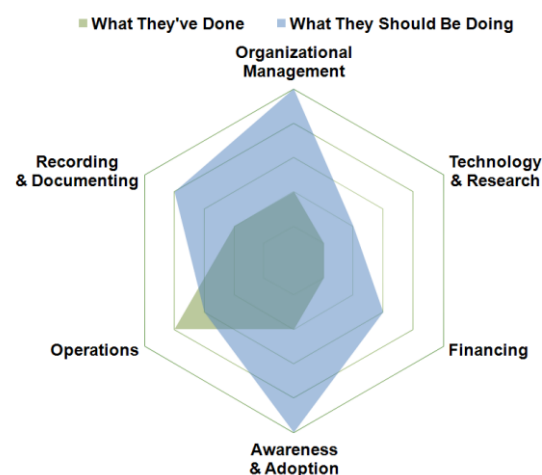 What They've Done What They Should Be Doing
Organizational
Management
Recording
& Documenting
Technology
& Research
Operations
Financing
Awareness
& Adoption